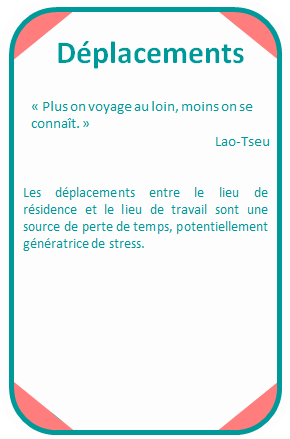 Déplacements
« Plus on voyage au loin, moins on se
connaît. »
Lao-Tseu
Les déplacements entre le lieu de
résidence et le lieu de travail sont une
source de perte de temps, potentiellement
génératrice de stress.